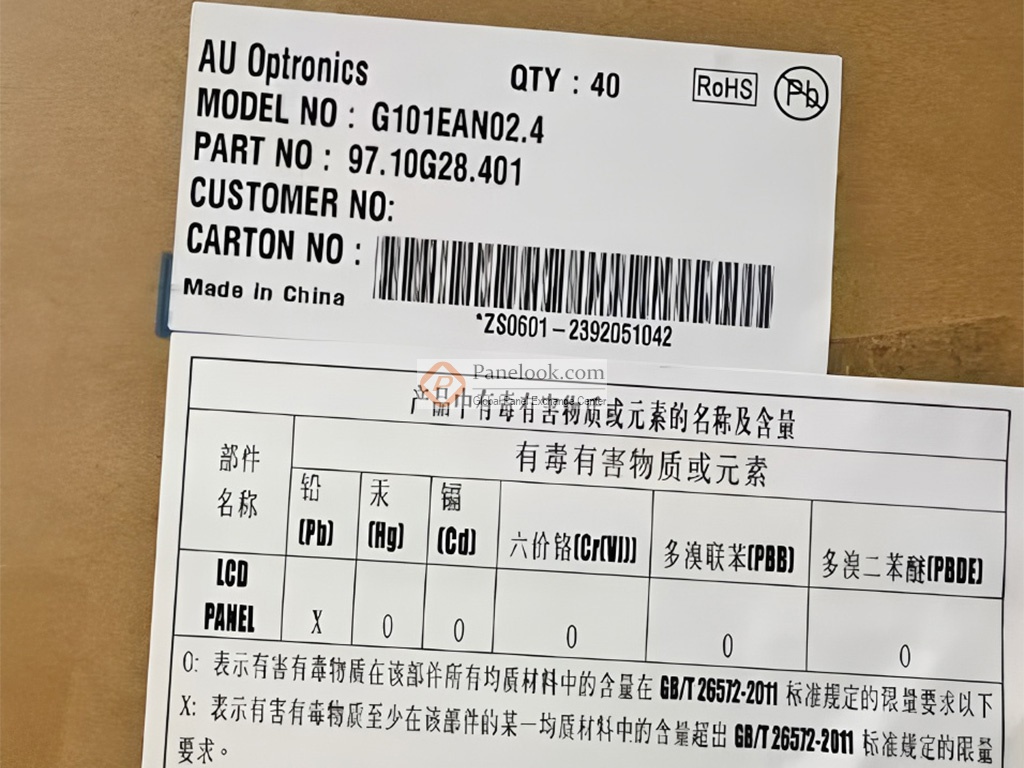 AU Optronics QTY : 40 RoHS Pb
MODEL NO : G101EAN02.4
PART NO : 97.10G28.401
CUSTOMER NO:
CARTON NO :
Made in China
*ZS0601-2392051042
Panelook.com
Global Panel Exchange Center
产品中有毒有害物质或元素的名称及含量
部件名称
有毒有害物质或元素
铅(Pb)
汞(Hg)
镉(Cd)
六价铬(Cr(VI))
多溴联苯(PBB)
多溴二苯醚(PBDE)
LCD PANEL X O O O O O
O: 表示有害有毒物质在该部件所有均质材料中的含量在 GB/T 26572-2011 标准规定的限量要求以下
X: 表示有害有毒物质至少在该部件的某一均质材料中的含量超出 GB/T 26572-2011 标准规定的限量
要求。